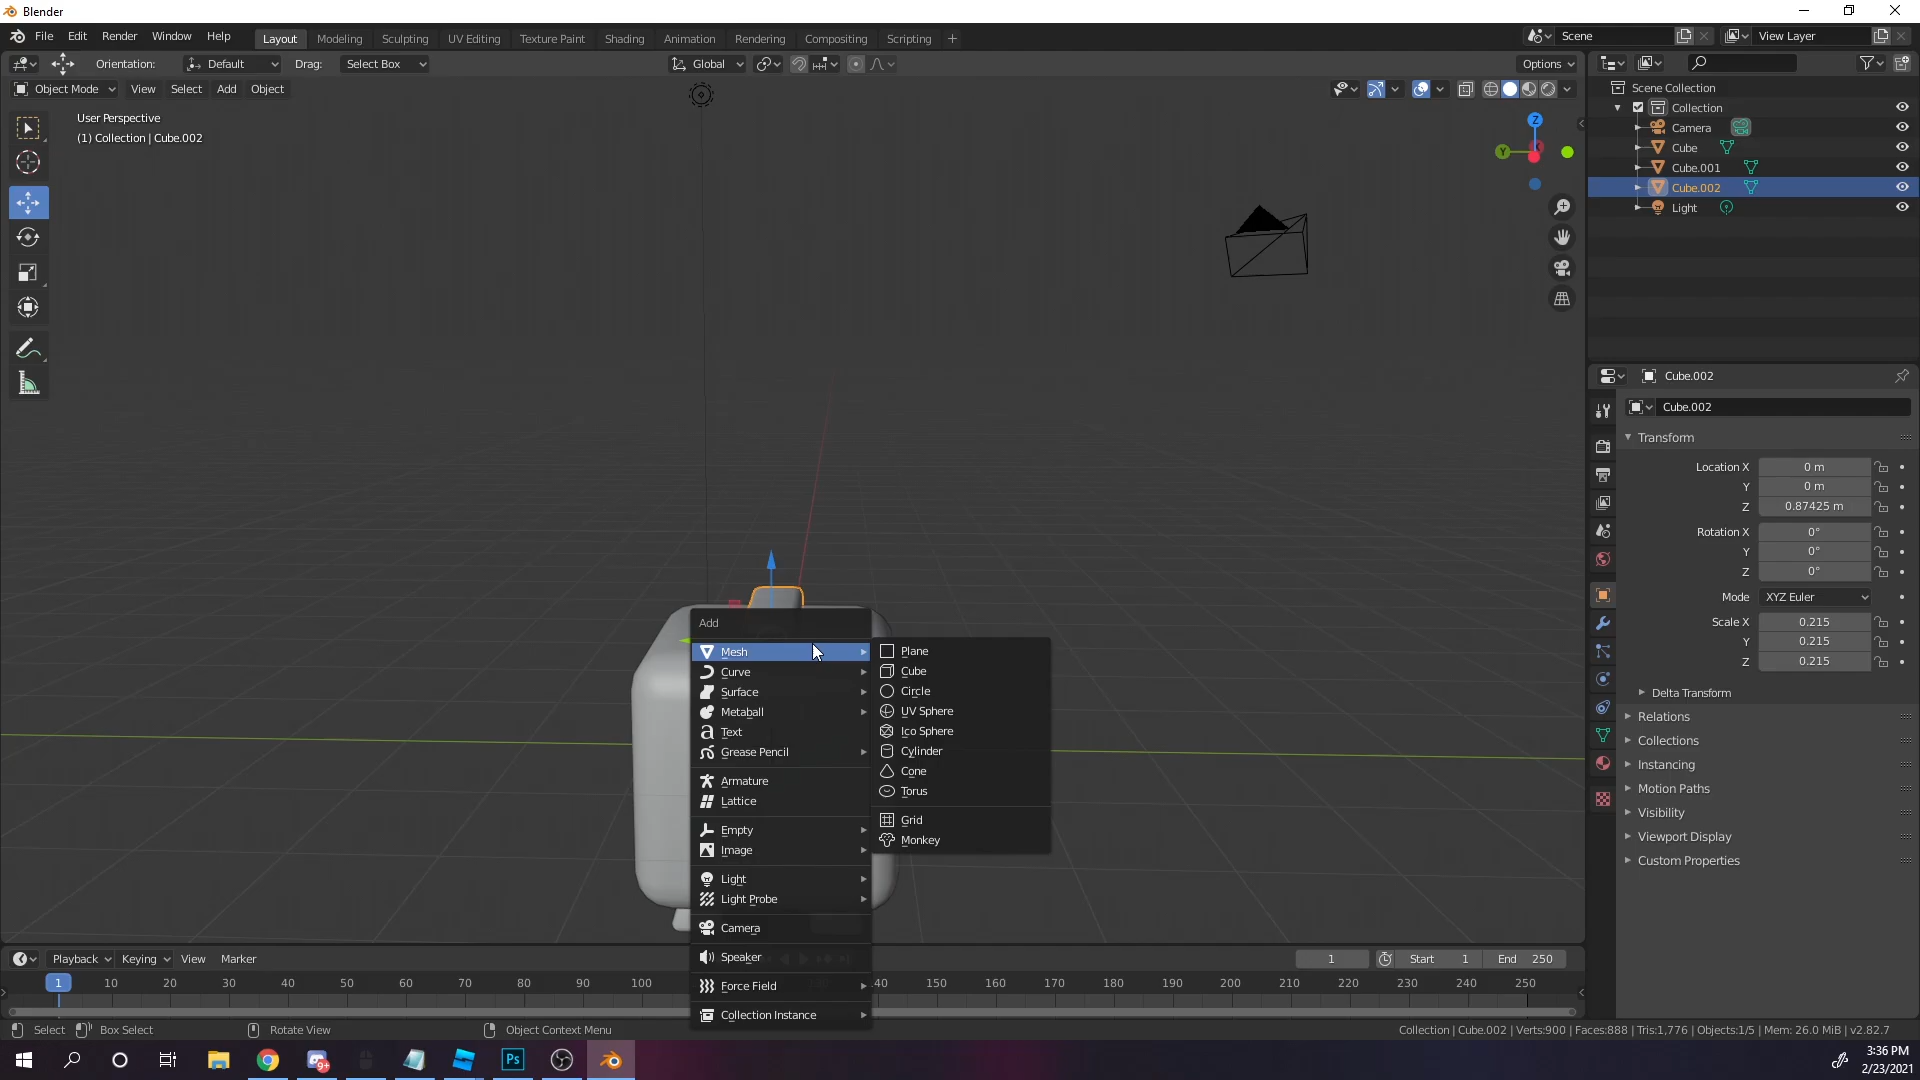 Blender
File Edit Render Window Help
Layout Modeling Sculpting UV Editing Texture Paint Shading Animation Rendering Compositing Scripting +
Scene
View Layer
Orientation: Default Drag: Select Box
Global
Options
Object Mode View Select Add Object
User Perspective
(1) Collection | Cube.002
Z
Y
Scene Collection
Collection
Camera
Cube
Cube.001
Cube.002
Light
Cube.002
Cube.002
Transform
Location X 0 m
Y 0 m
Z 0.87425 m
Rotation X 0°
Y 0°
Z 0°
Mode XYZ Euler
Scale X 0.215
Y 0.215
Z 0.215
Delta Transform
Relations
Collections
Instancing
Motion Paths
Visibility
Viewport Display
Custom Properties
Add
Mesh
Curve
Surface
Metaball
Text
Grease Pencil
Armature
Lattice
Empty
Image
Light
Light Probe
Camera
Speaker
Force Field
Collection Instance
Plane
Cube
Circle
UV Sphere
Ico Sphere
Cylinder
Cone
Torus
Grid
Monkey
Playback Keying View Marker
1 Start 1 End 250
1 10 20 30 40 50 60 70 80 90 100 40 150 160 170 180 190 200 210 220 230 240 250
Select Box Select Rotate View Object Context Menu
Collection | Cube.002 | Verts:900 | Faces:888 | Tris:1,776 | Objects:1/5 | Mem: 26.0 MiB | v2.82.7
9+
Ps
3:36 PM
2/23/2021